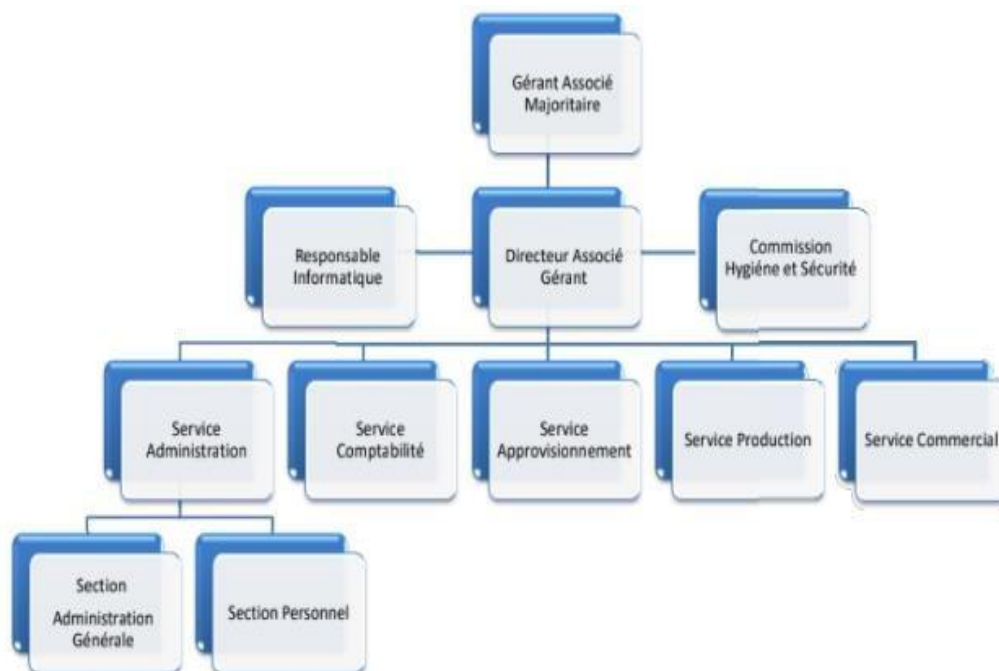 Gérant Associé
Majoritaire
Responsable
Informatique
Directeur Associé
Gérant
Commission
Hygiéne et Sécurité
Service
Administration
Service
Comptabilité
Service
Approvisionnement
Service Production
Service Commercial
Section
Administration
Générale
Section Personnel